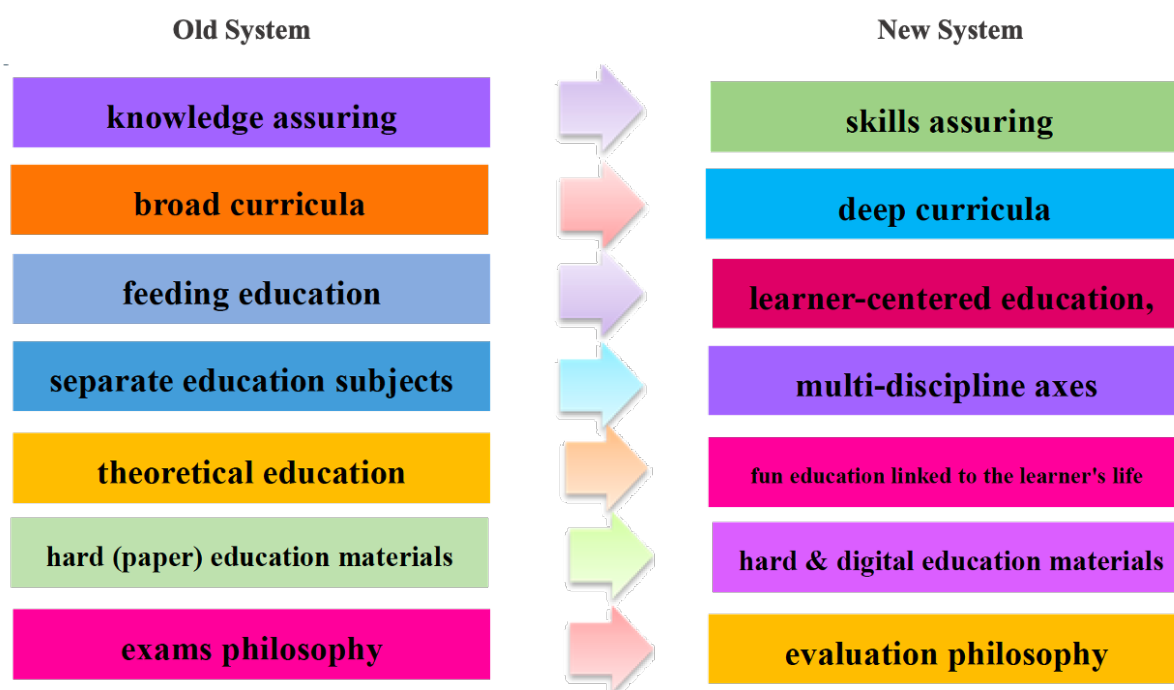 Old System
New System
knowledge assuring
skills assuring
broad curricula
deep curricula
feeding education
learner-centered education,
separate education subjects
multi-discipline axes
theoretical education
fun education linked to the learner's life
hard (paper) education materials
hard & digital education materials
exams philosophy
evaluation philosophy